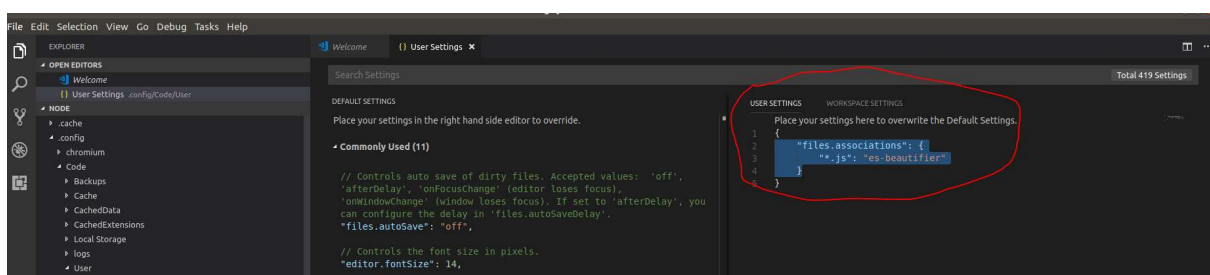 File Edit Selection View Go Debug Tasks Help
EXPLORER
OPEN EDITORS
Welcome
User Settings .config/Code/User
NODE
.cache
.config
chromium
Code
Backups
Cache
CachedData
CachedExtensions
Local Storage
logs
User
Welcome {} User Settings ×
Search Settings Total 419 Settings
DEFAULT SETTINGS
Place your settings in the right hand side editor to override.
Commonly Used (11)
// Controls auto save of dirty files. Accepted values: 'off',
'afterDelay', 'onFocusChange' (editor loses focus),
'onWindowChange' (window loses focus). If set to 'afterDelay', you
can configure the delay in 'files.autoSaveDelay'.
"files.autoSave": "off",
// Controls the font size in pixels.
"editor.fontSize": 14,
USER SETTINGS WORKSPACE SETTINGS
Place your settings here to overwrite the Default Settings.
1 {
2 "files.associations": {
3 "*.js": "es-beautifier"
4 }
5 }